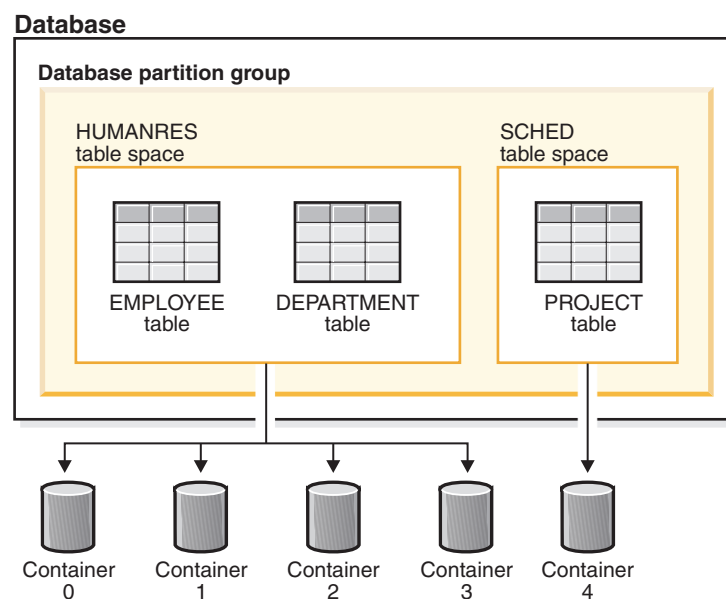 Database
Database partition group
HUMANRES
table space
SCHED
table space
EMPLOYEE
table
DEPARTMENT
table
PROJECT
table
Container
0
Container
1
Container
2
Container
3
Container
4